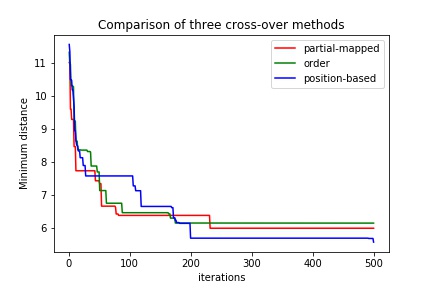 Comparison of three cross-over methods
partial-mapped
order
position-based
Minimum distance
11
10
9
8
7
6
0
100
200
300
400
500
iterations